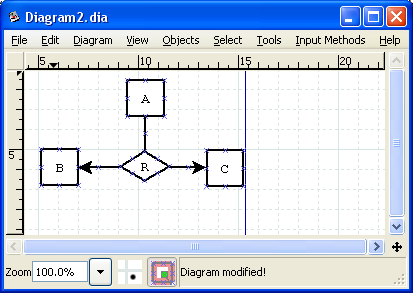 Diagram2.dia
File Edit Diagram View Objects Select Tools Input Methods Help
5 10 15 20
A
5
B R C
Zoom 100.0% Diagram modified!